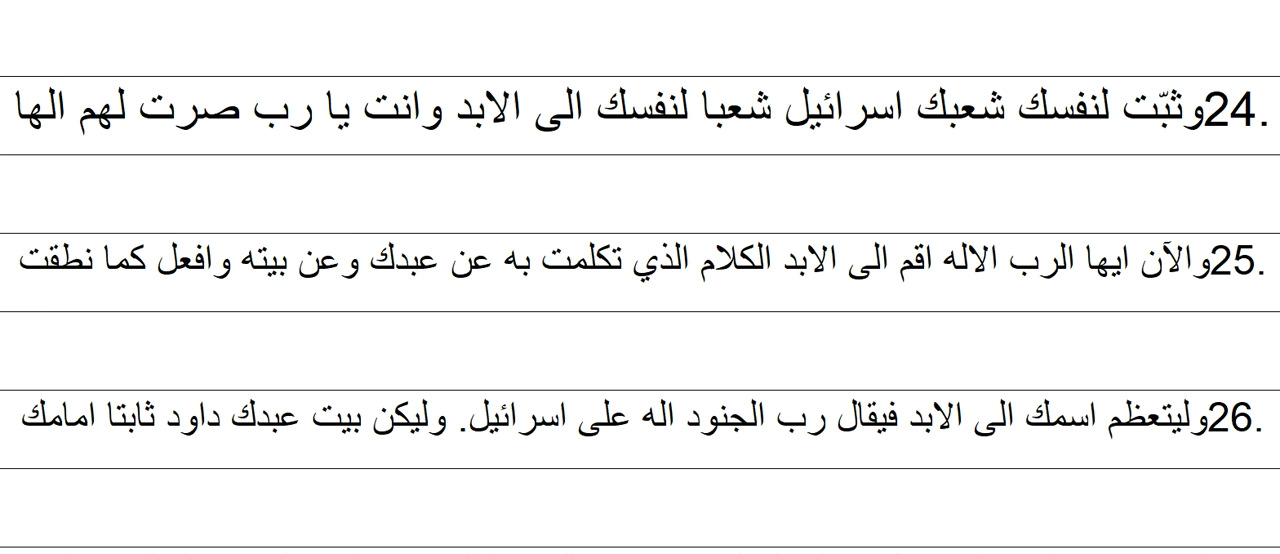 .24وثبّت لنفسك شعبك اسرائيل شعبا لنفسك الى الابد وانت يا رب صرت لهم الها
.25والآن ايها الرب الاله اقم الى الابد الكلام الذي تكلمت به عن عبدك وعن بيته وافعل كما نطقت
.26وليتعظم اسمك الى الابد فيقال رب الجنود اله على اسرائيل. وليكن بيت عبدك داود ثابتا امامك